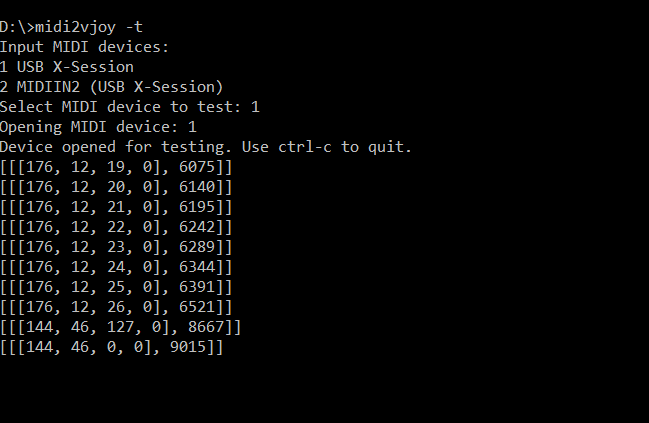 D:\>midi2vjoy -t
Input MIDI devices:
1 USB X-Session
2 MIDIIN2 (USB X-Session)
Select MIDI device to test: 1
Opening MIDI device: 1
Device opened for testing. Use ctrl-c to quit.
[[[176, 12, 19, 0], 6075]]
[[[176, 12, 20, 0], 6140]]
[[[176, 12, 21, 0], 6195]]
[[[176, 12, 22, 0], 6242]]
[[[176, 12, 23, 0], 6289]]
[[[176, 12, 24, 0], 6344]]
[[[176, 12, 25, 0], 6391]]
[[[176, 12, 26, 0], 6521]]
[[[144, 46, 127, 0], 8667]]
[[[144, 46, 0, 0], 9015]]